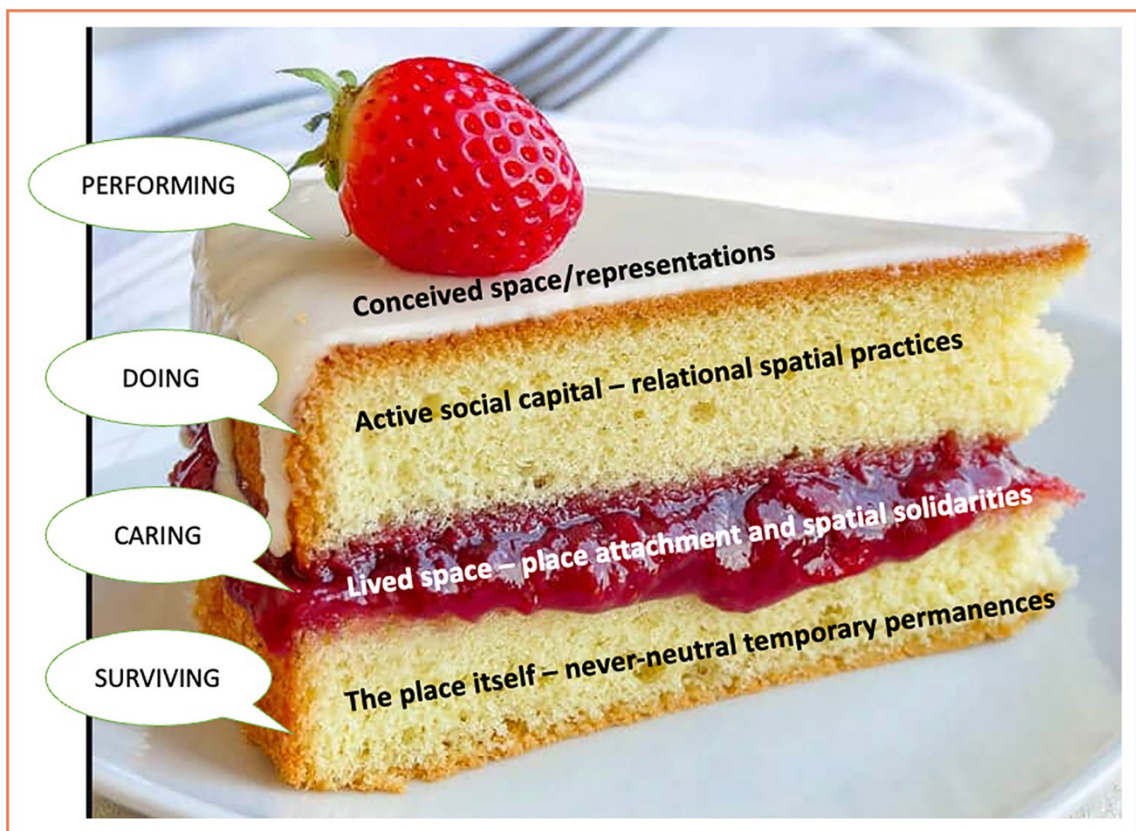 PERFORMING
Conceived space/representations
DOING
Active social capital – relational spatial practices
CARING
Lived space – place attachment and spatial solidarities
SURVIVING
The place itself – never-neutral temporary permanences